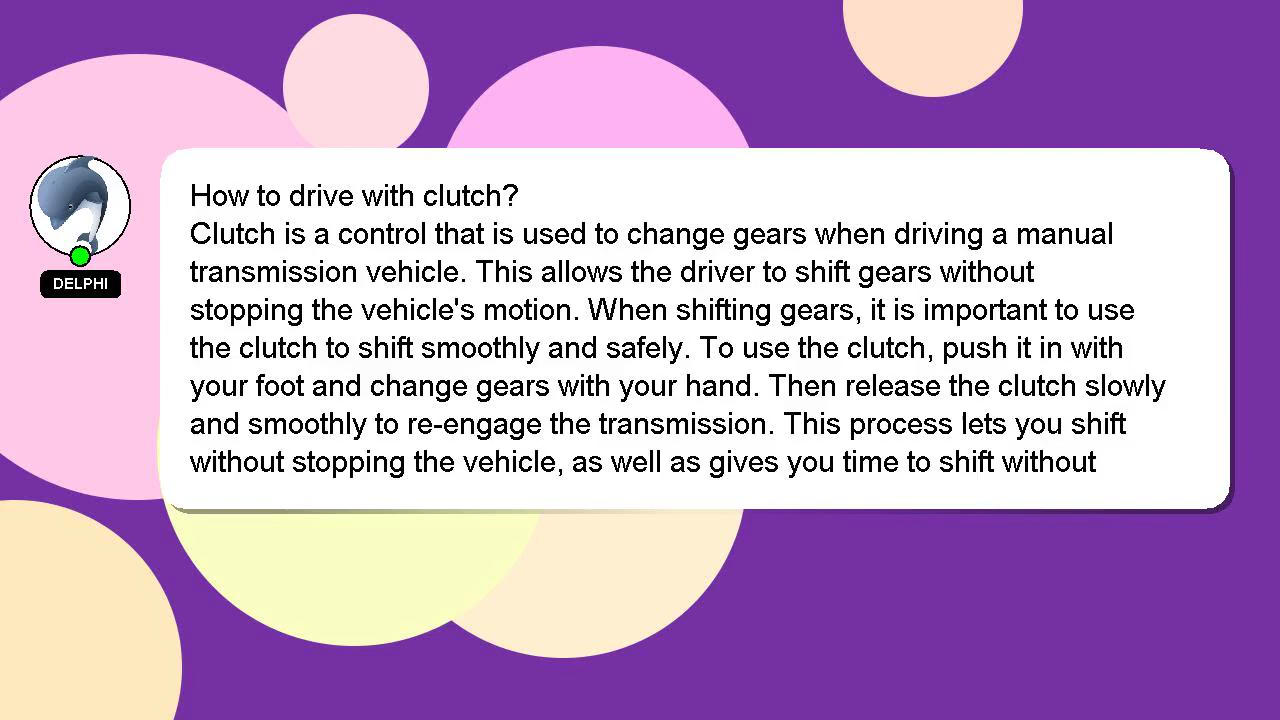 How to drive with clutch?
Clutch is a control that is used to change gears when driving a manual
transmission vehicle. This allows the driver to shift gears without
stopping the vehicle's motion. When shifting gears, it is important to use
the clutch to shift smoothly and safely. To use the clutch, push it in with
your foot and change gears with your hand. Then release the clutch slowly
and smoothly to re-engage the transmission. This process lets you shift
without stopping the vehicle, as well as gives you time to shift without
DELPHI